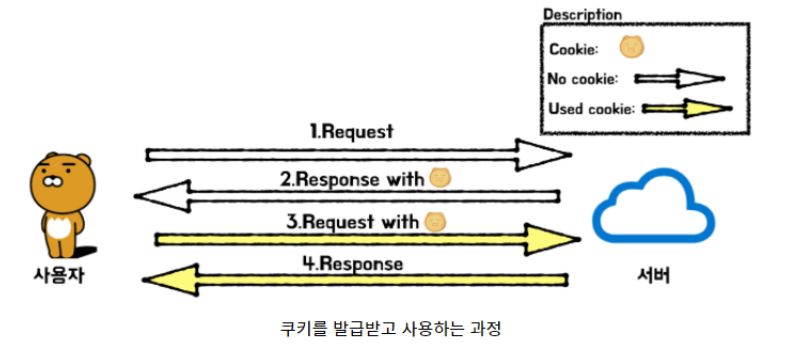 Description
Cookie:
No cookie:
Used cookie:
1.Request
2.Response with
3.Request with
4.Response
사용자
서버
쿠키를 발급받고 사용하는 과정